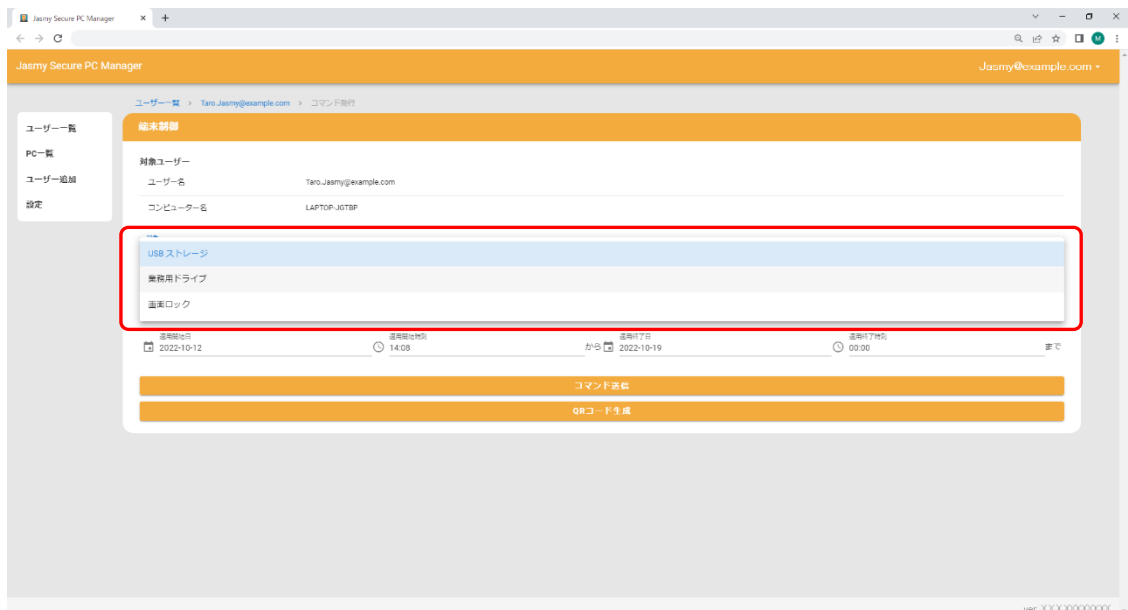 Jasmy Secure PC Manager
M
Jasmy Secure PC Manager
Jasmy@example.com
ユーザー一覧 › Taro.Jasmy@example.com › コマンド発行
ユーザー一覧
PC一覧
ユーザー追加
設定
端末制御
対象ユーザー
ユーザー名 Taro.Jasmy@example.com
コンピューター名 LAPTOP-JGTBP
USB ストレージ
業務用ドライブ
画面ロック
適用開始日 適用開始時刻 適用終了日 適用終了時刻
2022-10-12 14:08 から 2022-10-19 00:00 まで
コマンド送信
QRコード生成